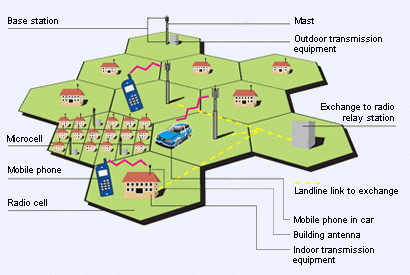 Base station
Mast
Outdoor transmission
equipment
Exchange to radio
relay station
Microcell
Mobile phone
Landline link to exchange
Radio cell
Mobile phone in car
Building antenna
Indoor transmission
equipment